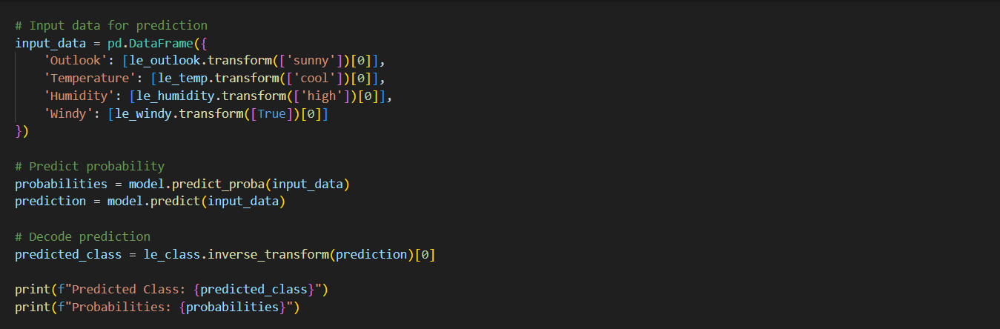 # Input data for prediction
input_data = pd.DataFrame({
    'Outlook': [le_outlook.transform(['sunny'])[0]],
    'Temperature': [le_temp.transform(['cool'])[0]],
    'Humidity': [le_humidity.transform(['high'])[0]],
    'Windy': [le_windy.transform([True])[0]]
})
# Predict probability
probabilities = model.predict_proba(input_data)
prediction = model.predict(input_data)
# Decode prediction
predicted_class = le_class.inverse_transform(prediction)[0]
print(f"Predicted Class: {predicted_class}")
print(f"Probabilities: {probabilities}")